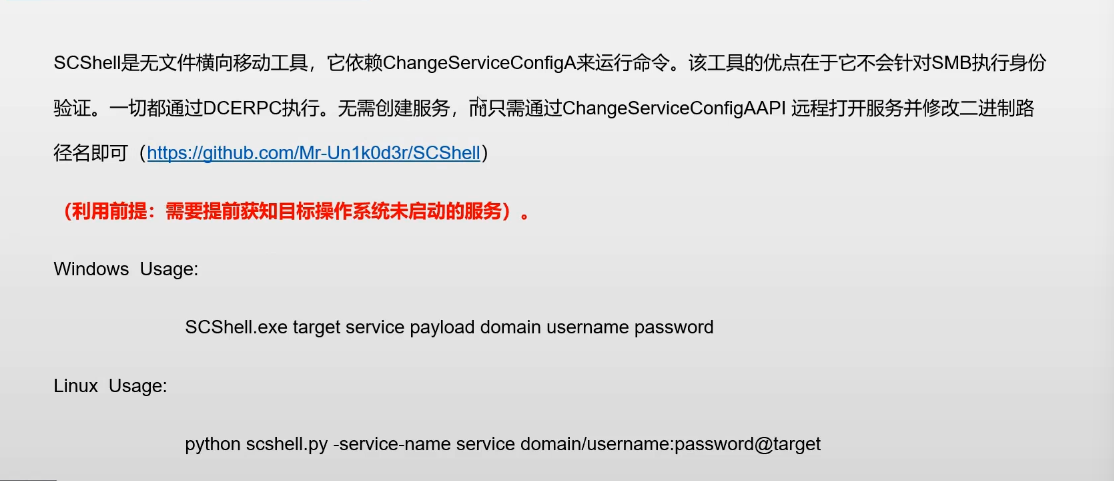 SCShell是无文件横向移动工具，它依赖ChangeServiceConfigA来运行命令。该工具的优点在于它不会针对SMB执行身份
验证。一切都通过DCERPC执行。无需创建服务，而只需通过ChangeServiceConfigAAPI 远程打开服务并修改二进制路
径名即可（https://github.com/Mr-Un1k0d3r/SCShell）
（利用前提：需要提前获知目标操作系统未启动的服务）。
Windows Usage:
SCShell.exe target service payload domain username password
Linux Usage:
python scshell.py -service-name service domain/username:password@target